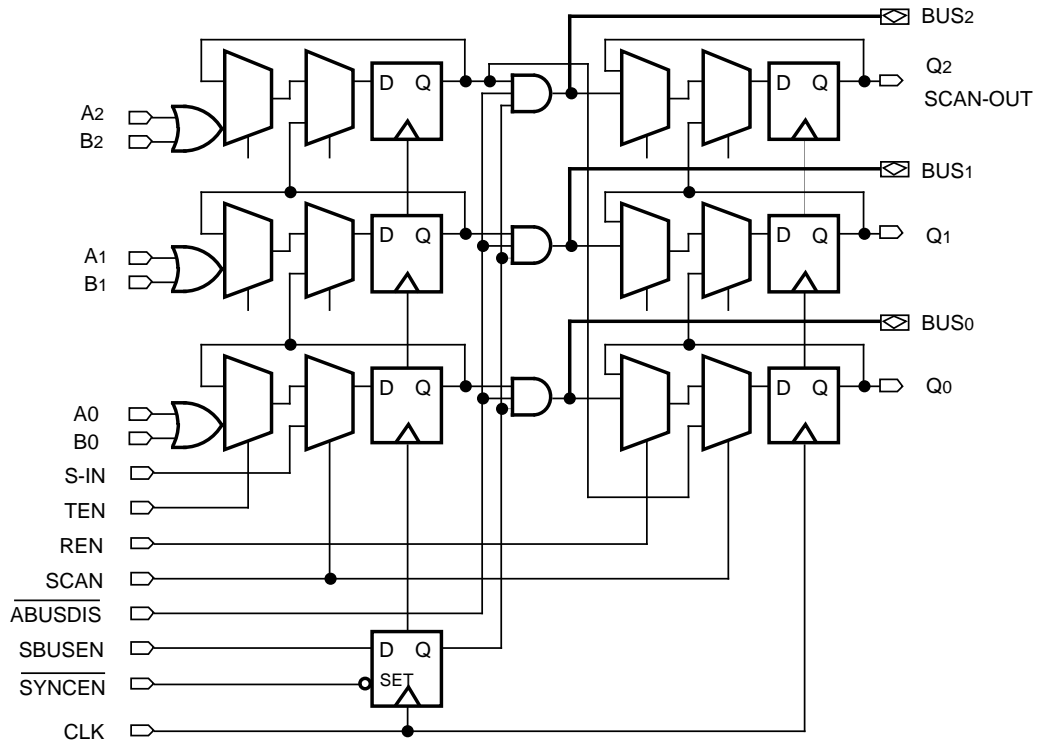 BUS2
D Q
D Q
Q2
SCAN-OUT
A2
B2
BUS1
D Q
D Q
Q1
A1
B1
BUS0
D Q
D Q
Q0
A0
B0
S-IN
TEN
REN
SCAN
ABUSDIS
SBUSEN
D Q
SET
SYNCEN
CLK